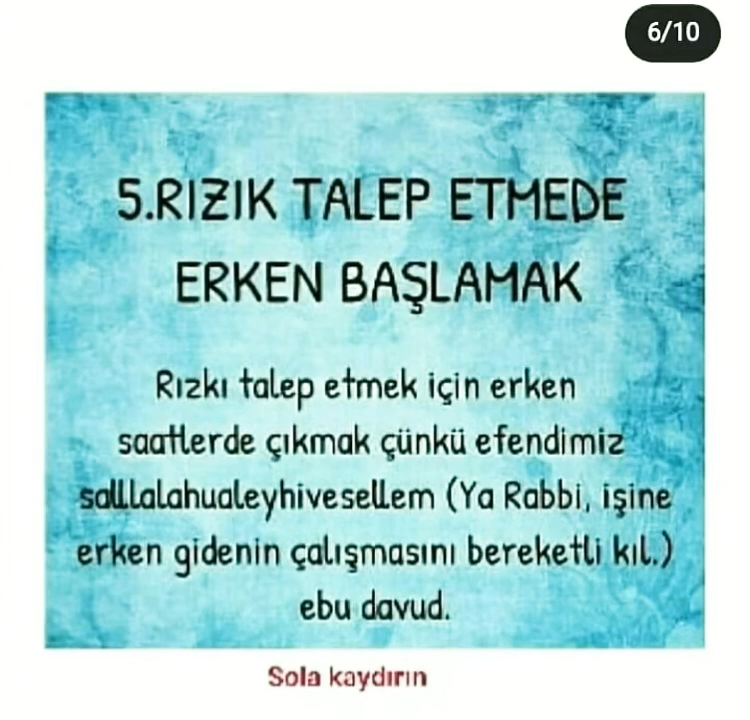 6/10
5.RIZIK TALEP ETMEDE
ERKEN BAŞLAMAK
Rızkı talep etmek için erken
saatlerde çıkmak çünkü efendimiz
salllalahualeyhivesellem (Ya Rabbi, işine
erken gidenin çalışmasını bereketli kıl.)
ebu davud.
Sola kaydırın